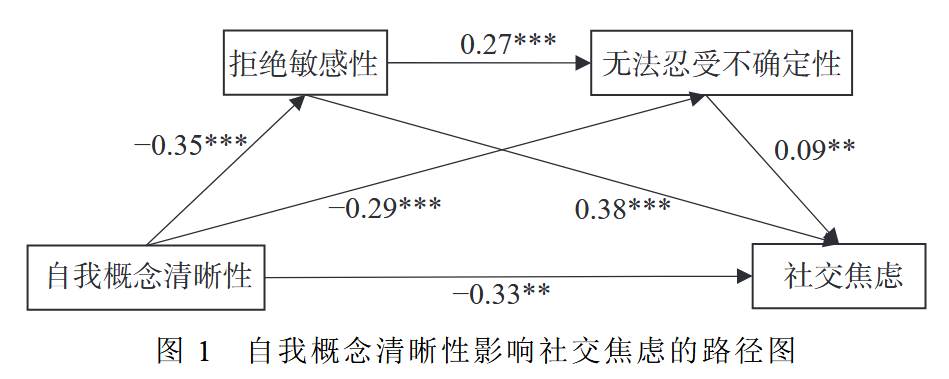 0.27***
拒绝敏感性
无法忍受不确定性
−0.35***
0.09**
−0.29***
0.38***
自我概念清晰性
社交焦虑
−0.33**
图 1 自我概念清晰性影响社交焦虑的路径图